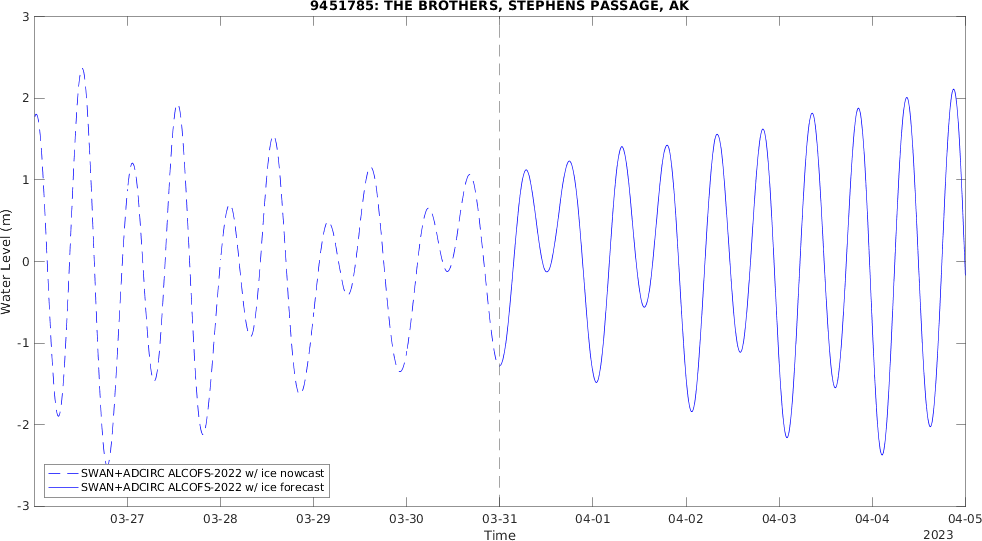 9451785: THE BROTHERS, STEPHENS PASSAGE, AK
3
2
1
0
-1
-2
-3
Water Level (m)
SWAN+ADCIRC ALCOFS-2022 w/ ice nowcast
SWAN+ADCIRC ALCOFS-2022 w/ ice forecast
03-27 03-28 03-29 03-30 03-31 04-01 04-02 04-03 04-04 04-05
Time
2023